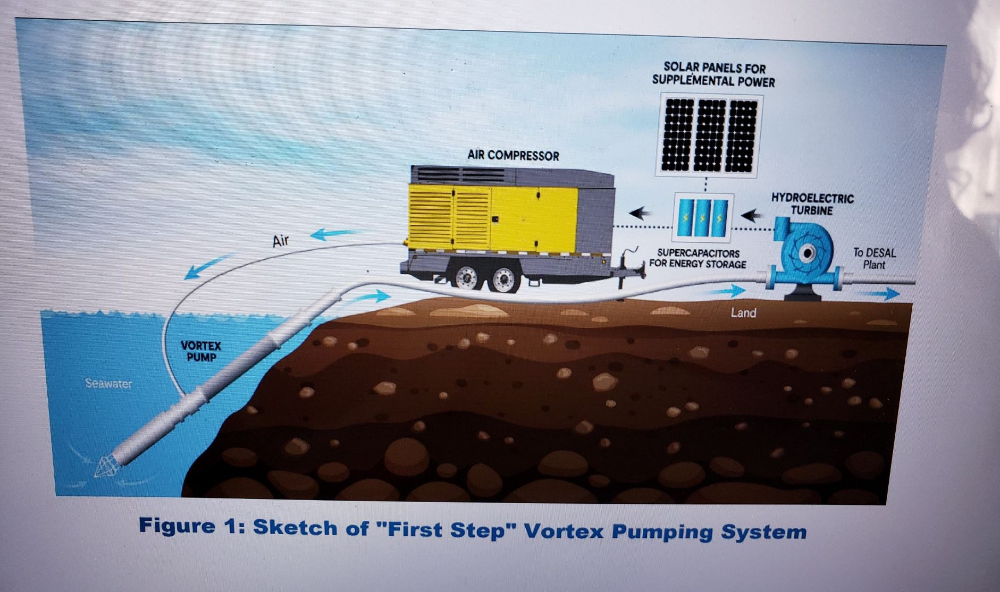 SOLAR PANELS FOR
SUPPLEMENTAL POWER
AIR COMPRESSOR
HYDROELECTRIC
TURBINE
Air
SUPERCAPACITORS
FOR ENERGY STORAGE
To DESAL
Plant
Land
VORTEX
PUMP
Seawater
Figure 1: Sketch of "First Step" Vortex Pumping System